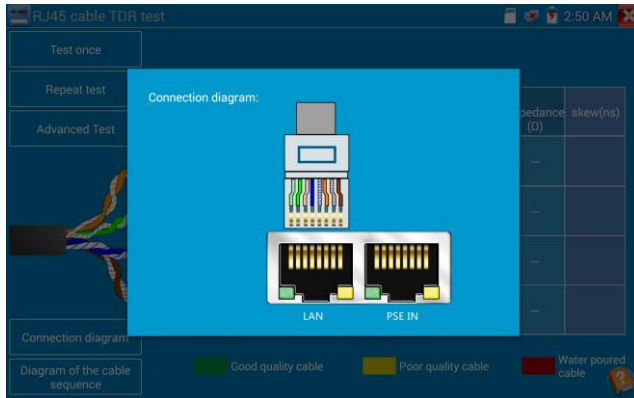 RJ45 cable TDR test
2:50 AM
Test once
Repeat test
Advanced Test
Connection diagram:
pedance
(Ω)
skew(ns)
--
--
--
--
LAN
PSE IN
Connection diagram
Diagram of the cable
sequence
Good quality cable
Poor quality cable
Water poured
cable